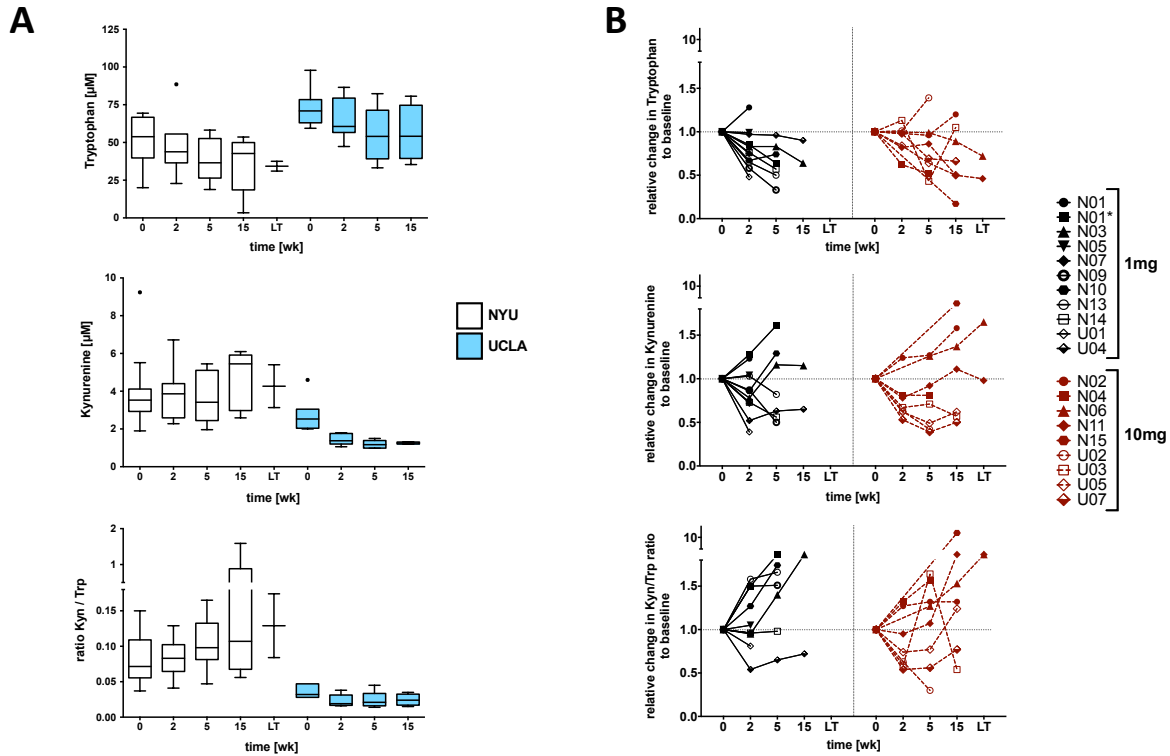 A
Tryptophan [µM]
125
100
75
50
25
0
0 2 5 15 LT 0 2 5 15
time [wk]
Kynurenine [µM]
10
8
6
4
2
0
0 2 5 15 LT 0 2 5 15
time [wk]
ratio Kyn / Trp
2
1
0.15
0.10
0.05
0.00
0 2 5 15 LT 0 2 5 15
time [wk]
NYU
UCLA
B
relative change in Tryptophan
to baseline
10
1.5
1.0
0.5
0.0
0 2 5 15 LT 0 2 5 15 LT
time [wk]
relative change in Kynurenine
to baseline
10
1.5
1.0
0.5
0.0
0 2 5 15 LT 0 2 5 15 LT
time [wk]
relative change in Kyn/Trp ratio
to baseline
10
1.5
1.0
0.5
0.0
0 2 5 15 LT 0 2 5 15 LT
time [wk]
N01
N01*
N03
N05
N07
N09
N10
N13
N14
U01
U04
1mg
N02
N04
N06
N11
N15
U02
U03
U05
U07
10mg